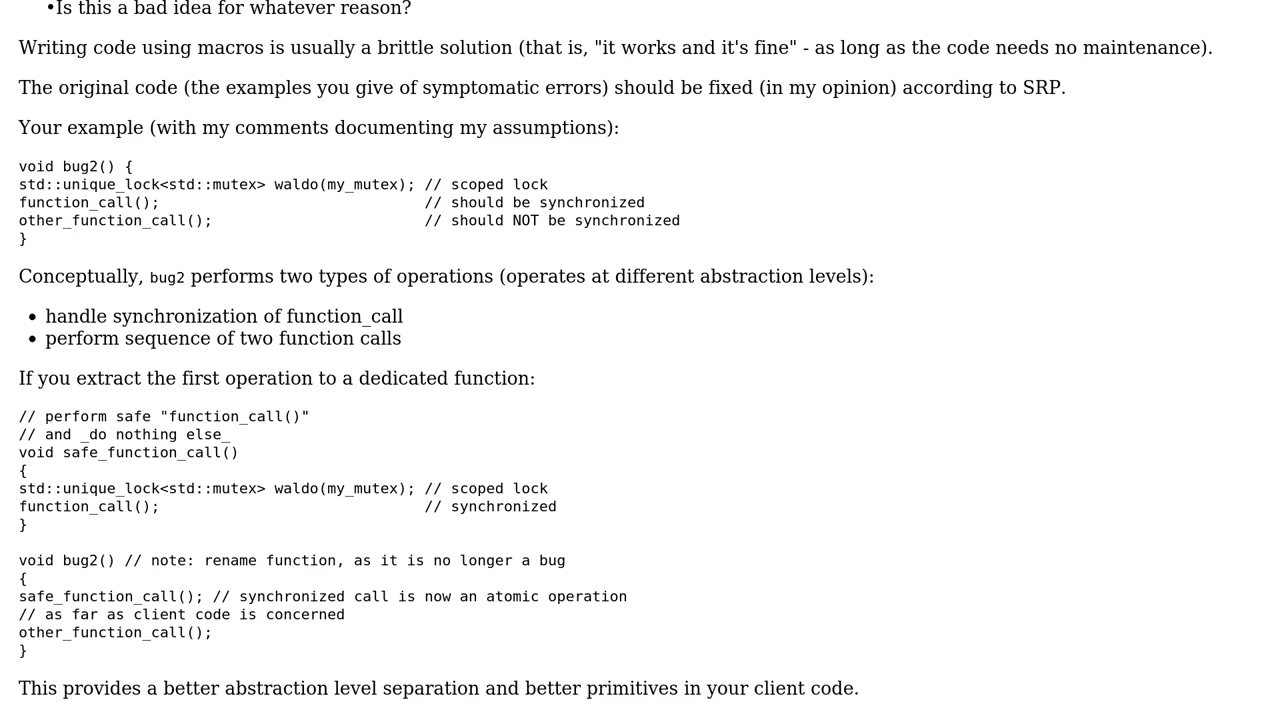 •Is this a bad idea for whatever reason?
Writing code using macros is usually a brittle solution (that is, "it works and it's fine" - as long as the code needs no maintenance).
The original code (the examples you give of symptomatic errors) should be fixed (in my opinion) according to SRP.
Your example (with my comments documenting my assumptions):
void bug2() {
std::unique_lock<std::mutex> waldo(my_mutex); // scoped lock
function_call();                              // should be synchronized
other_function_call();                        // should NOT be synchronized
}
Conceptually, bug2 performs two types of operations (operates at different abstraction levels):
• handle synchronization of function_call
• perform sequence of two function calls
If you extract the first operation to a dedicated function:
// perform safe "function_call()"
// and _do nothing else_
void safe_function_call()
{
std::unique_lock<std::mutex> waldo(my_mutex); // scoped lock
function_call();                              // synchronized
}
void bug2() // note: rename function, as it is no longer a bug
{
safe_function_call(); // synchronized call is now an atomic operation
// as far as client code is concerned
other_function_call();
}
This provides a better abstraction level separation and better primitives in your client code.